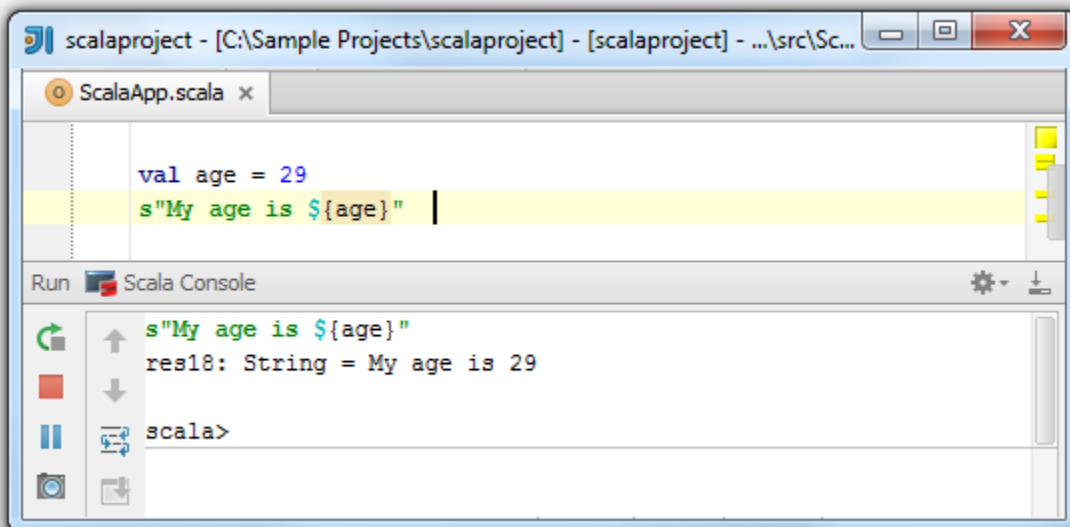 scalaproject - [C:\Sample Projects\scalaproject] - [scalaproject] - ...\src\Sc...
ScalaApp.scala
val age = 29
s"My age is ${age}"
Run Scala Console
s"My age is ${age}"
res18: String = My age is 29
scala>